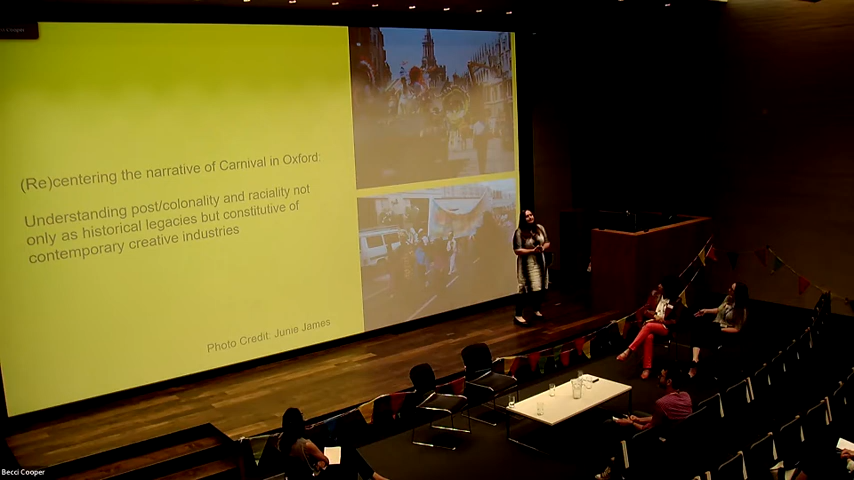 (Re)centering the narrative of Carnival in Oxford:
Understanding post/colonality and raciality not
only as historical legacies but constitutive of
contemporary creative industries
Photo Credit: Junie James
Becci Cooper